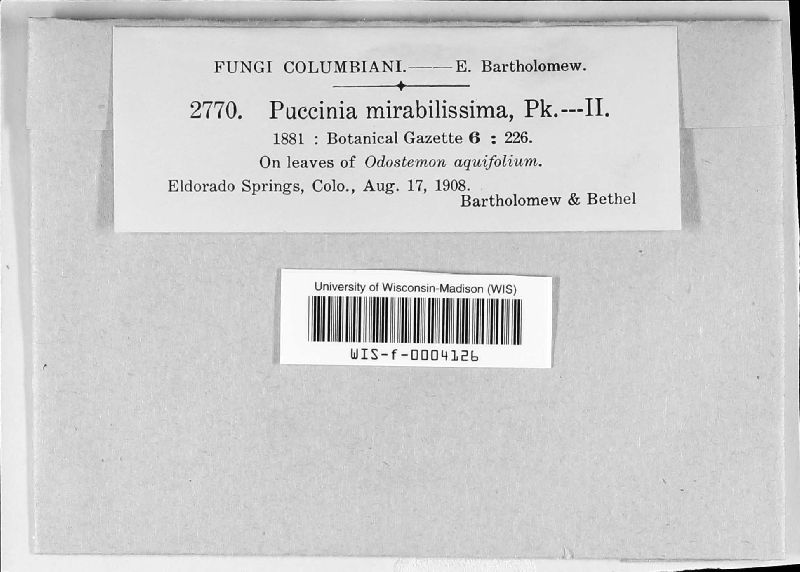 FUNGI COLUMBIANI.——E. Bartholomew.
2770. Puccinia mirabilissima, Pk.---II.
1881 : Botanical Gazette 6 : 226.
On leaves of Odostemon aquifolium.
Eldorado Springs, Colo., Aug. 17, 1908.
Bartholomew & Bethel
University of Wisconsin-Madison (WIS)
WIS-f-0004126